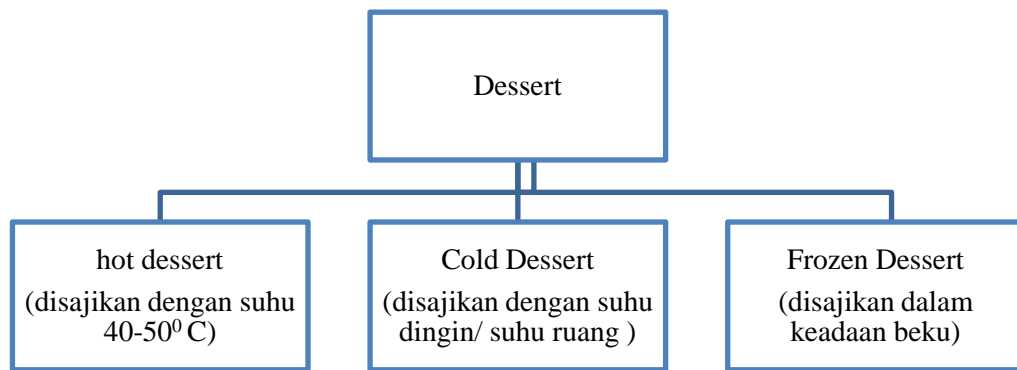 Dessert
hot dessert
(disajikan dengan suhu
40-50⁰ C)
Cold Dessert
(disajikan dengan suhu
dingin/ suhu ruang )
Frozen Dessert
(disajikan dalam
keadaan beku)